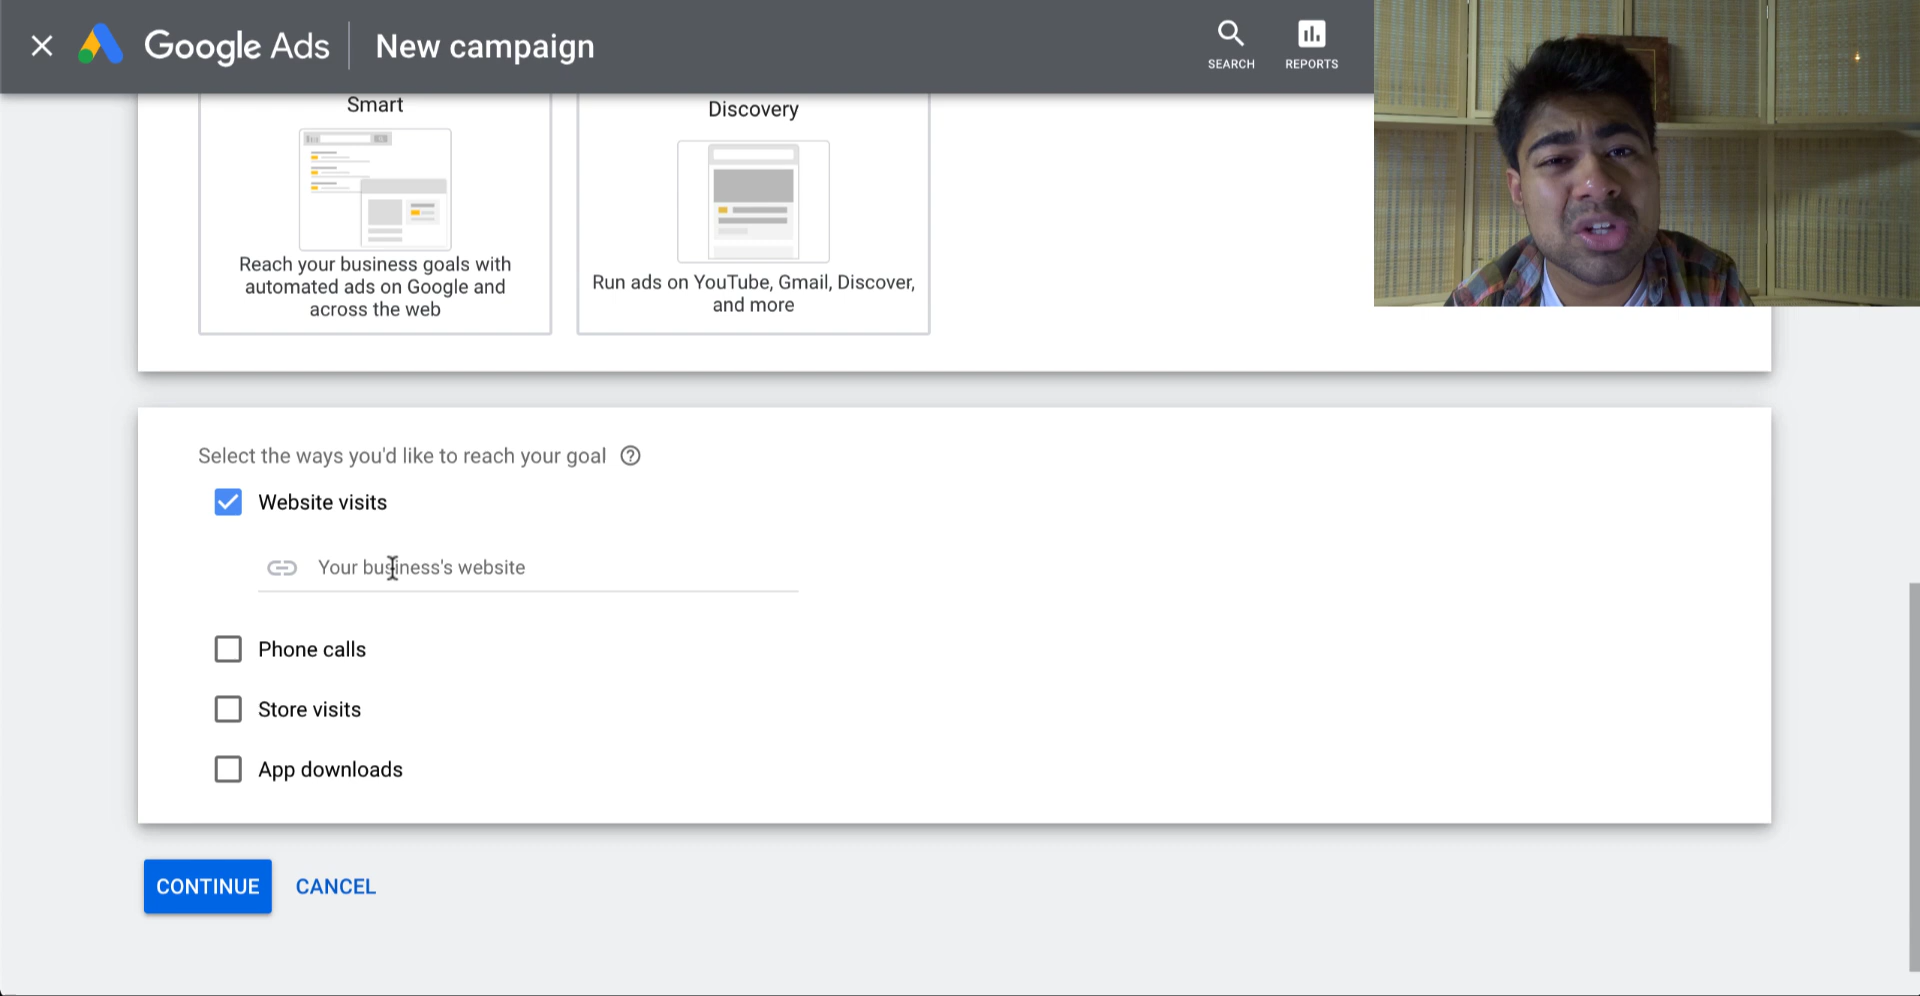 Google Ads
New campaign
SEARCH
REPORTS
Smart
Reach your business goals with
automated ads on Google and
across the web
Discovery
Run ads on YouTube, Gmail, Discover,
and more
Select the ways you'd like to reach your goal
Website visits
Your business's website
Phone calls
Store visits
App downloads
CONTINUE
CANCEL